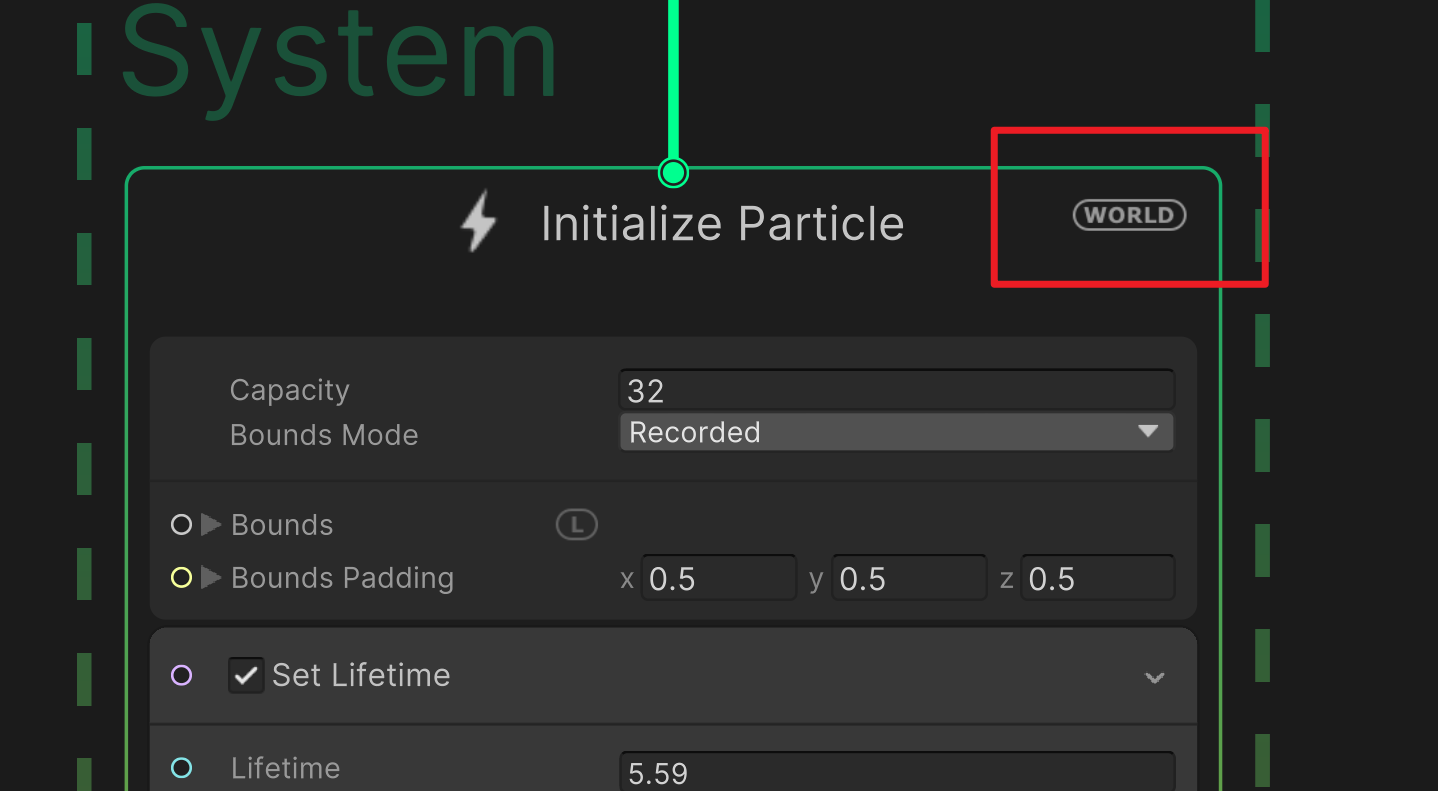 System
Initialize Particle
WORLD
Capacity
32
Bounds Mode
Recorded
Bounds
L
Bounds Padding
x 0.5 y 0.5 z 0.5
Set Lifetime
Lifetime
5.59